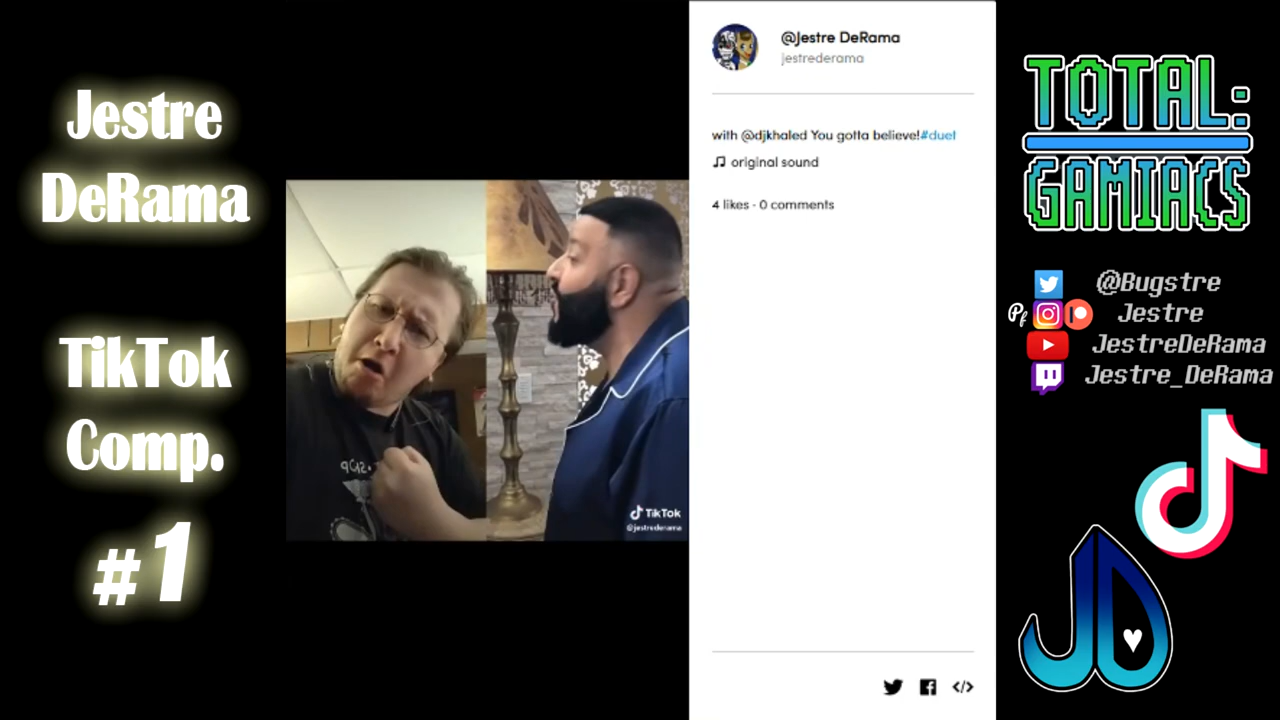 Jestre
DeRama
TikTok
Comp.
#1
TikTok
@jestrederama
@Jestre DeRama
jestrederama
with @djkhaled You gotta believe!#duet
original sound
4 likes · 0 comments
TOTAL:
GAMIACS
@Bugstre
Jestre
JestreDeRama
Jestre_DeRama
JD